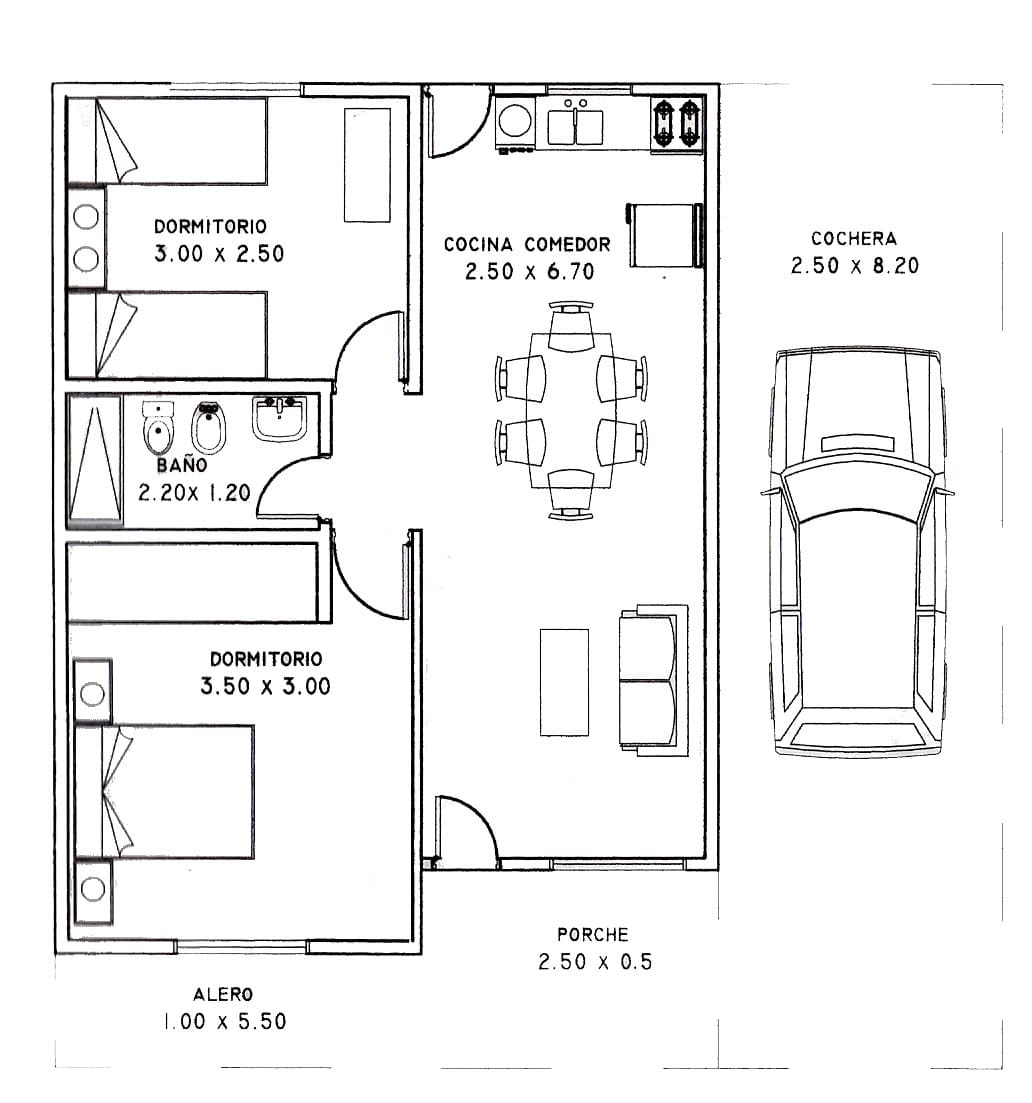 DORMITORIO
3.00 X 2.50
COCINA COMEDOR
2.50 X 6.70
COCHERA
2.50 X 8.20
BAÑO
2.20X 1.20
DORMITORIO
3.50 X 3.00
PORCHE
2.50 X 0.5
ALERO
1.00 X 5.50